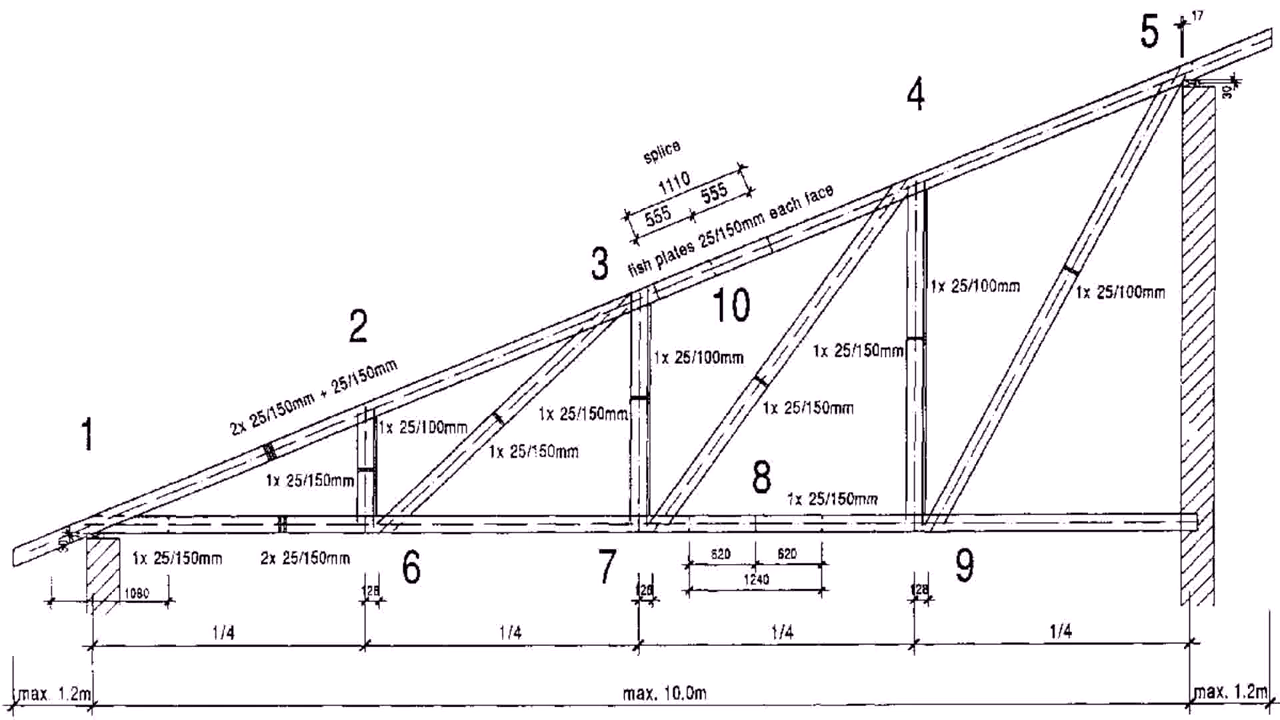 5
17
4
30
splice
1110
555 555
fish plates 25/150mm each face
3
10
2
1x 25/100mm
1x 25/100mm
1x 25/150mm
1x 25/100mm
2x 25/150mm + 25/150mm
1
1x 25/100mm
1x 25/150mm
1x 25/150mm
1x 25/150mm
1x 25/150mm
8
1x 25/150mm
1x 25/150mm
2x 25/150mm
6
7
620 620
9
1080
128
128
1240
128
1/4
1/4
1/4
1/4
max. 1.2m
max. 10.0m
max. 1.2m